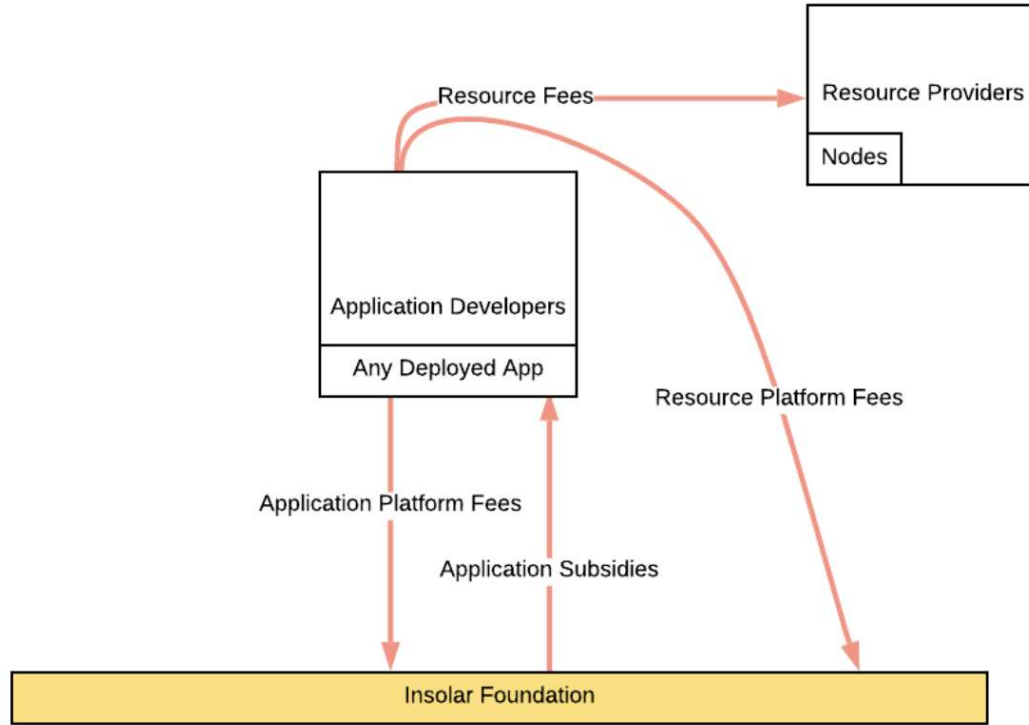 Resource Fees
Resource Providers
Nodes
Application Developers
Any Deployed App
Resource Platform Fees
Application Platform Fees
Application Subsidies
Insolar Foundation